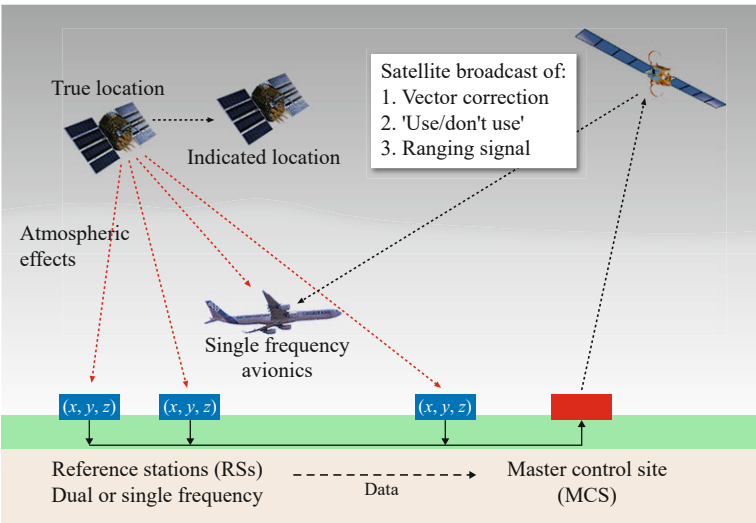 True location
Indicated location
Satellite broadcast of:
1. Vector correction
2. 'Use/don't use'
3. Ranging signal
Atmospheric
effects
Single frequency
avionics
(x, y, z)
(x, y, z)
(x, y, z)
Reference stations (RSs)
Dual or single frequency
Data
Master control site
(MCS)